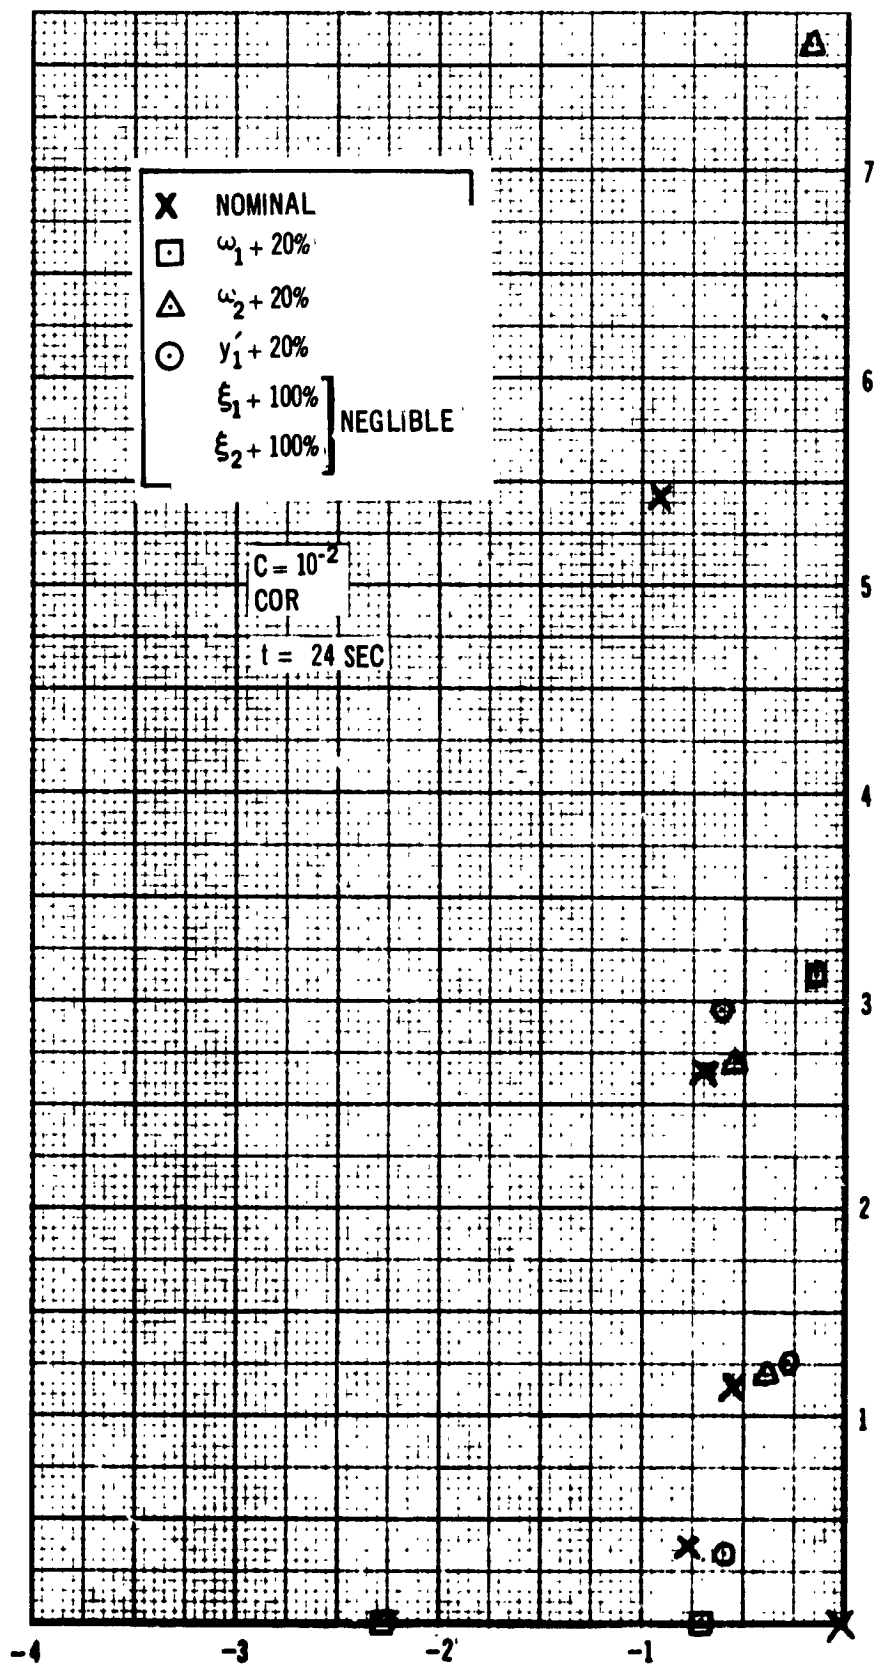 7
X NOMINAL
ω₁ + 20%
ω₂ + 20%
y₁′ + 20%
ξ₁ + 100%
ξ₂ + 100%
NEGLIBLE
6
C = 10⁻²
COR
5
t = 24 SEC
4
3
2
1
-4 -3 -2 -1